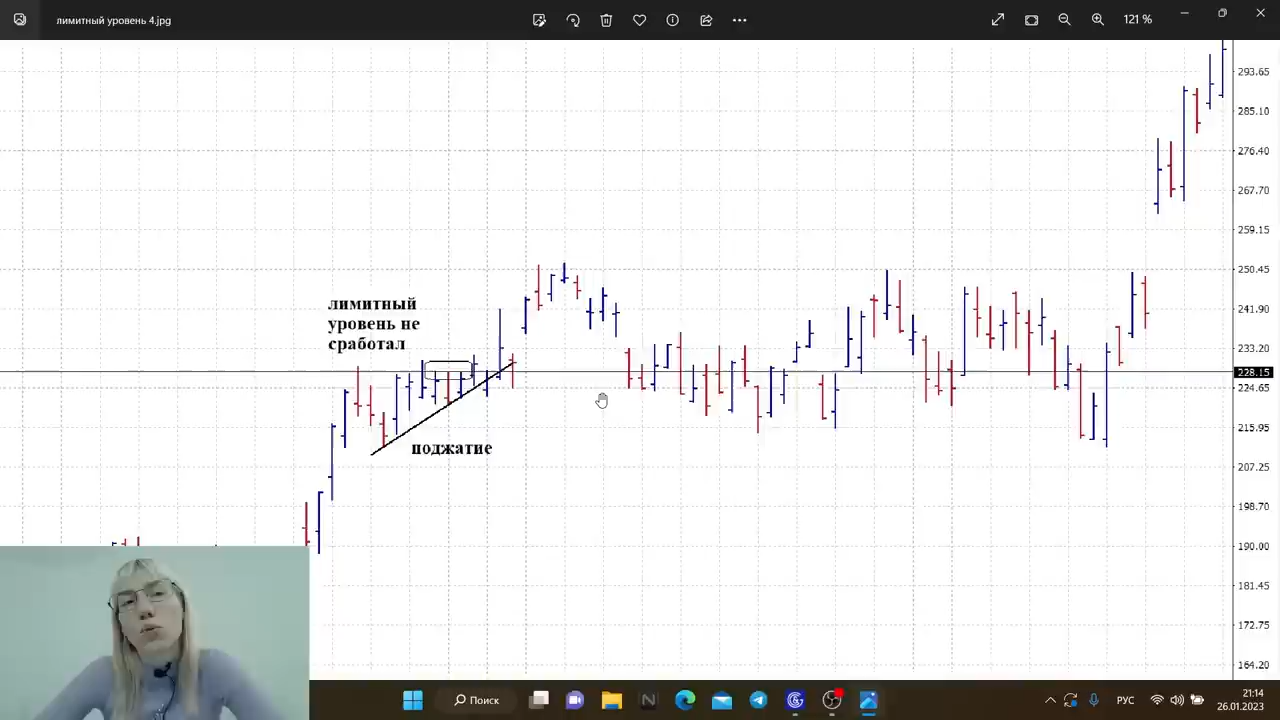 лимитный уровень 4.jpg
121 %
293.65
285.10
276.40
267.70
259.15
250.45
241.90
233.20
228.15
224.65
215.95
207.25
198.70
190.00
181.45
172.75
164.20
лимитный
уровень не
сработал
поджатие
Поиск
РУС
21:14
26.01.2023